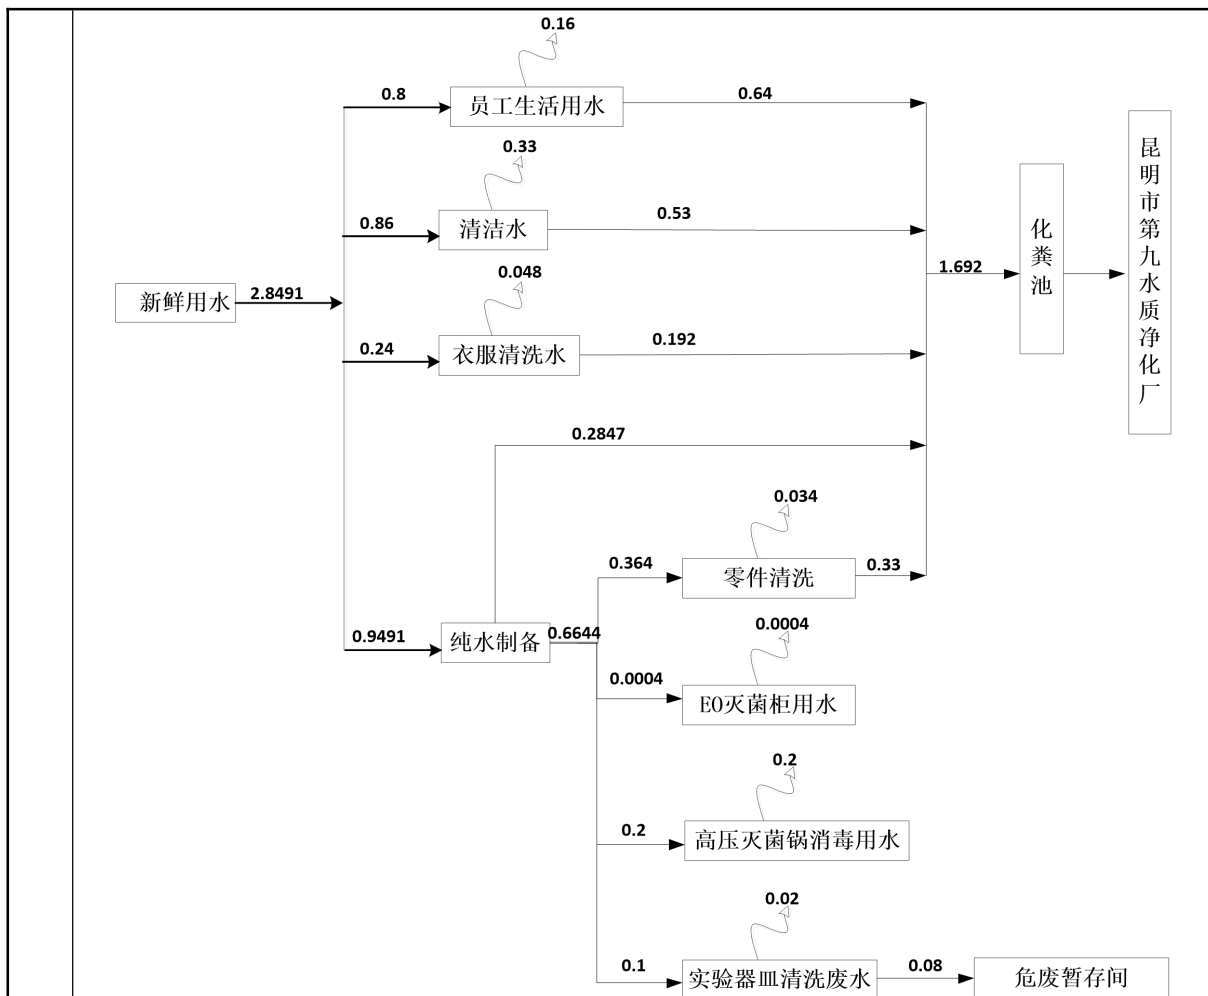 0.16
0.8
员工生活用水
0.64
0.33
0.86
清洁水
0.53
0.048
新鲜用水
2.8491
0.24
衣服清洗水
0.192
1.692
化粪池
昆明市第九水质净化厂
0.2847
0.034
0.364
零件清洗
0.33
0.9491
纯水制备
0.6644
0.0004
0.0004
EO灭菌柜用水
0.2
0.2
高压灭菌锅消毒用水
0.02
0.1
实验器皿清洗废水
0.08
危废暂存间